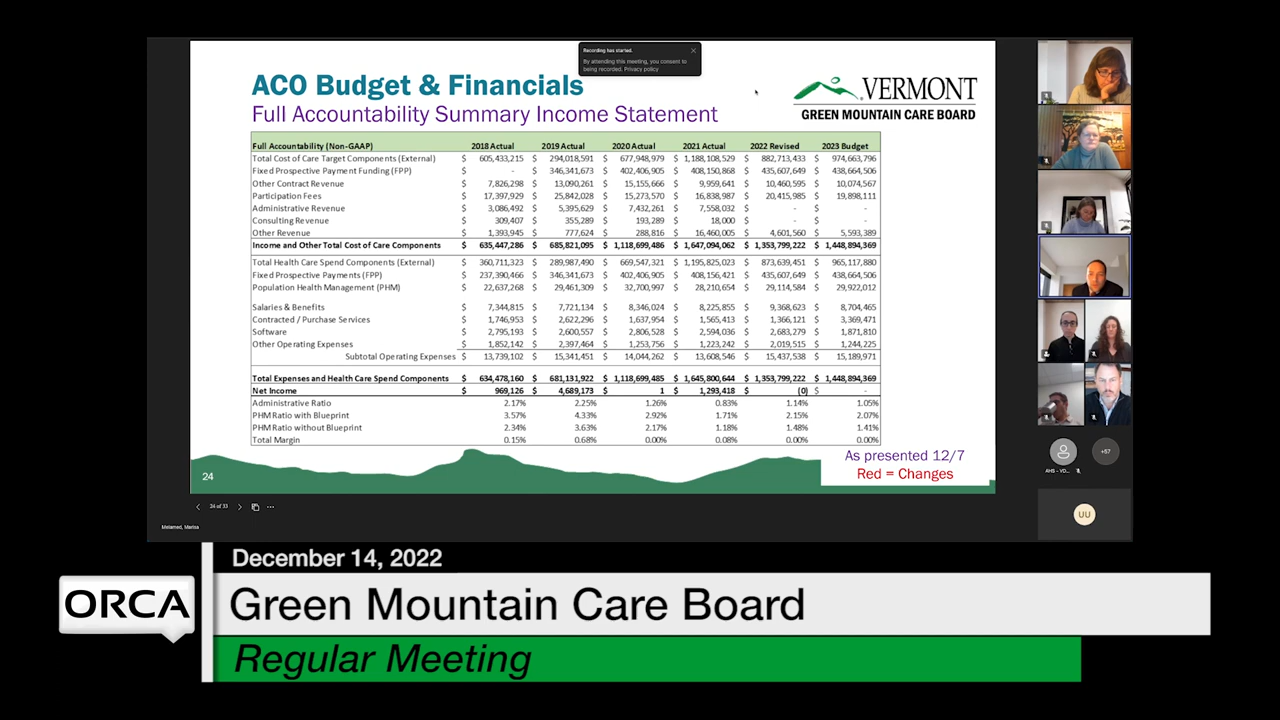 Recording has started.
By attending this meeting, you consent to
being recorded. Privacy policy
ACO Budget & Financials
Full Accountability Summary Income Statement
VERMONT
GREEN MOUNTAIN CARE BOARD
Full Accountability (Non-GAAP) 2018 Actual 2019 Actual 2020 Actual 2021 Actual 2022 Revised 2023 Budget
Total Cost of Care Target Components (External) $ 605,433,215 $ 294,018,591 $ 677,948,979 $ 1,188,108,529 $ 882,713,433 $ 974,663,796
Fixed Prospective Payment Funding (FPP) $ - $ 346,341,673 $ 402,406,905 $ 408,150,868 $ 435,607,649 $ 438,664,506
Other Contract Revenue $ 7,826,298 $ 13,090,261 $ 15,155,666 $ 9,959,641 $ 10,460,595 $ 10,074,567
Participation Fees $ 17,397,929 $ 25,842,028 $ 15,273,570 $ 16,838,987 $ 20,415,985 $ 19,898,111
Administrative Revenue $ 3,086,492 $ 5,395,629 $ 7,432,261 $ 7,558,032 $ - $ -
Consulting Revenue $ 309,407 $ 355,289 $ 193,289 $ 18,000 $ - $ -
Other Revenue $ 1,393,945 $ 777,624 $ 288,816 $ 16,460,005 $ 4,601,560 $ 5,593,389
Income and Other Total Cost of Care Components $ 635,447,286 $ 685,821,095 $ 1,118,699,486 $ 1,647,094,062 $ 1,353,799,222 $ 1,448,894,369
Total Health Care Spend Components (External) $ 360,711,323 $ 289,987,490 $ 669,547,321 $ 1,195,825,023 $ 873,639,451 $ 965,117,880
Fixed Prospective Payments (FPP) $ 237,390,466 $ 346,341,673 $ 402,406,905 $ 408,156,421 $ 435,607,649 $ 438,664,506
Population Health Management (PHM) $ 22,637,268 $ 29,461,309 $ 32,700,997 $ 28,210,654 $ 29,114,584 $ 29,922,012
Salaries & Benefits $ 7,344,815 $ 7,721,134 $ 8,346,024 $ 8,225,855 $ 9,368,623 $ 8,704,465
Contracted / Purchase Services $ 1,746,953 $ 2,622,296 $ 1,637,954 $ 1,565,413 $ 1,366,121 $ 3,369,471
Software $ 2,795,193 $ 2,600,557 $ 2,806,528 $ 2,594,036 $ 2,683,279 $ 1,871,810
Other Operating Expenses $ 1,852,142 $ 2,397,464 $ 1,253,756 $ 1,223,242 $ 2,019,515 $ 1,244,225
Subtotal Operating Expenses $ 13,739,102 $ 15,341,451 $ 14,044,262 $ 13,608,546 $ 15,437,538 $ 15,189,971
Total Expenses and Health Care Spend Components $ 634,478,160 $ 681,131,922 $ 1,118,699,485 $ 1,645,800,644 $ 1,353,799,222 $ 1,448,894,369
Net Income $ 969,126 $ 4,689,173 $ 1 $ 1,293,418 $ (0) $ -
Administrative Ratio 2.17% 2.25% 1.26% 0.83% 1.14% 1.05%
PHM Ratio with Blueprint 3.57% 4.33% 2.92% 1.71% 2.15% 2.07%
PHM Ratio without Blueprint 2.34% 3.63% 2.17% 1.18% 1.48% 1.41%
Total Margin 0.15% 0.68% 0.00% 0.08% 0.00% 0.00%
As presented 12/7
Red = Changes
24
24 of 33
Melamed, Marisa
AHS - VD...
+57
UU
December 14, 2022
ORCA
Green Mountain Care Board
Regular Meeting